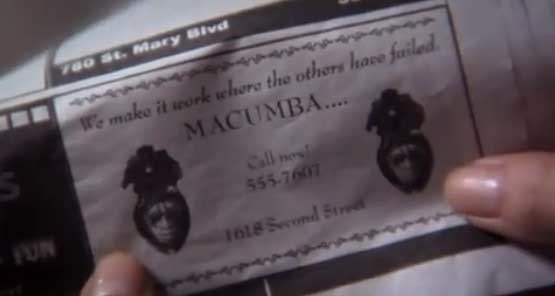 780 St. Mary Blvd
We make it work where the others have failed.
MACUMBA....
Call now!
555-7607
1618 Second Street
S
FUN